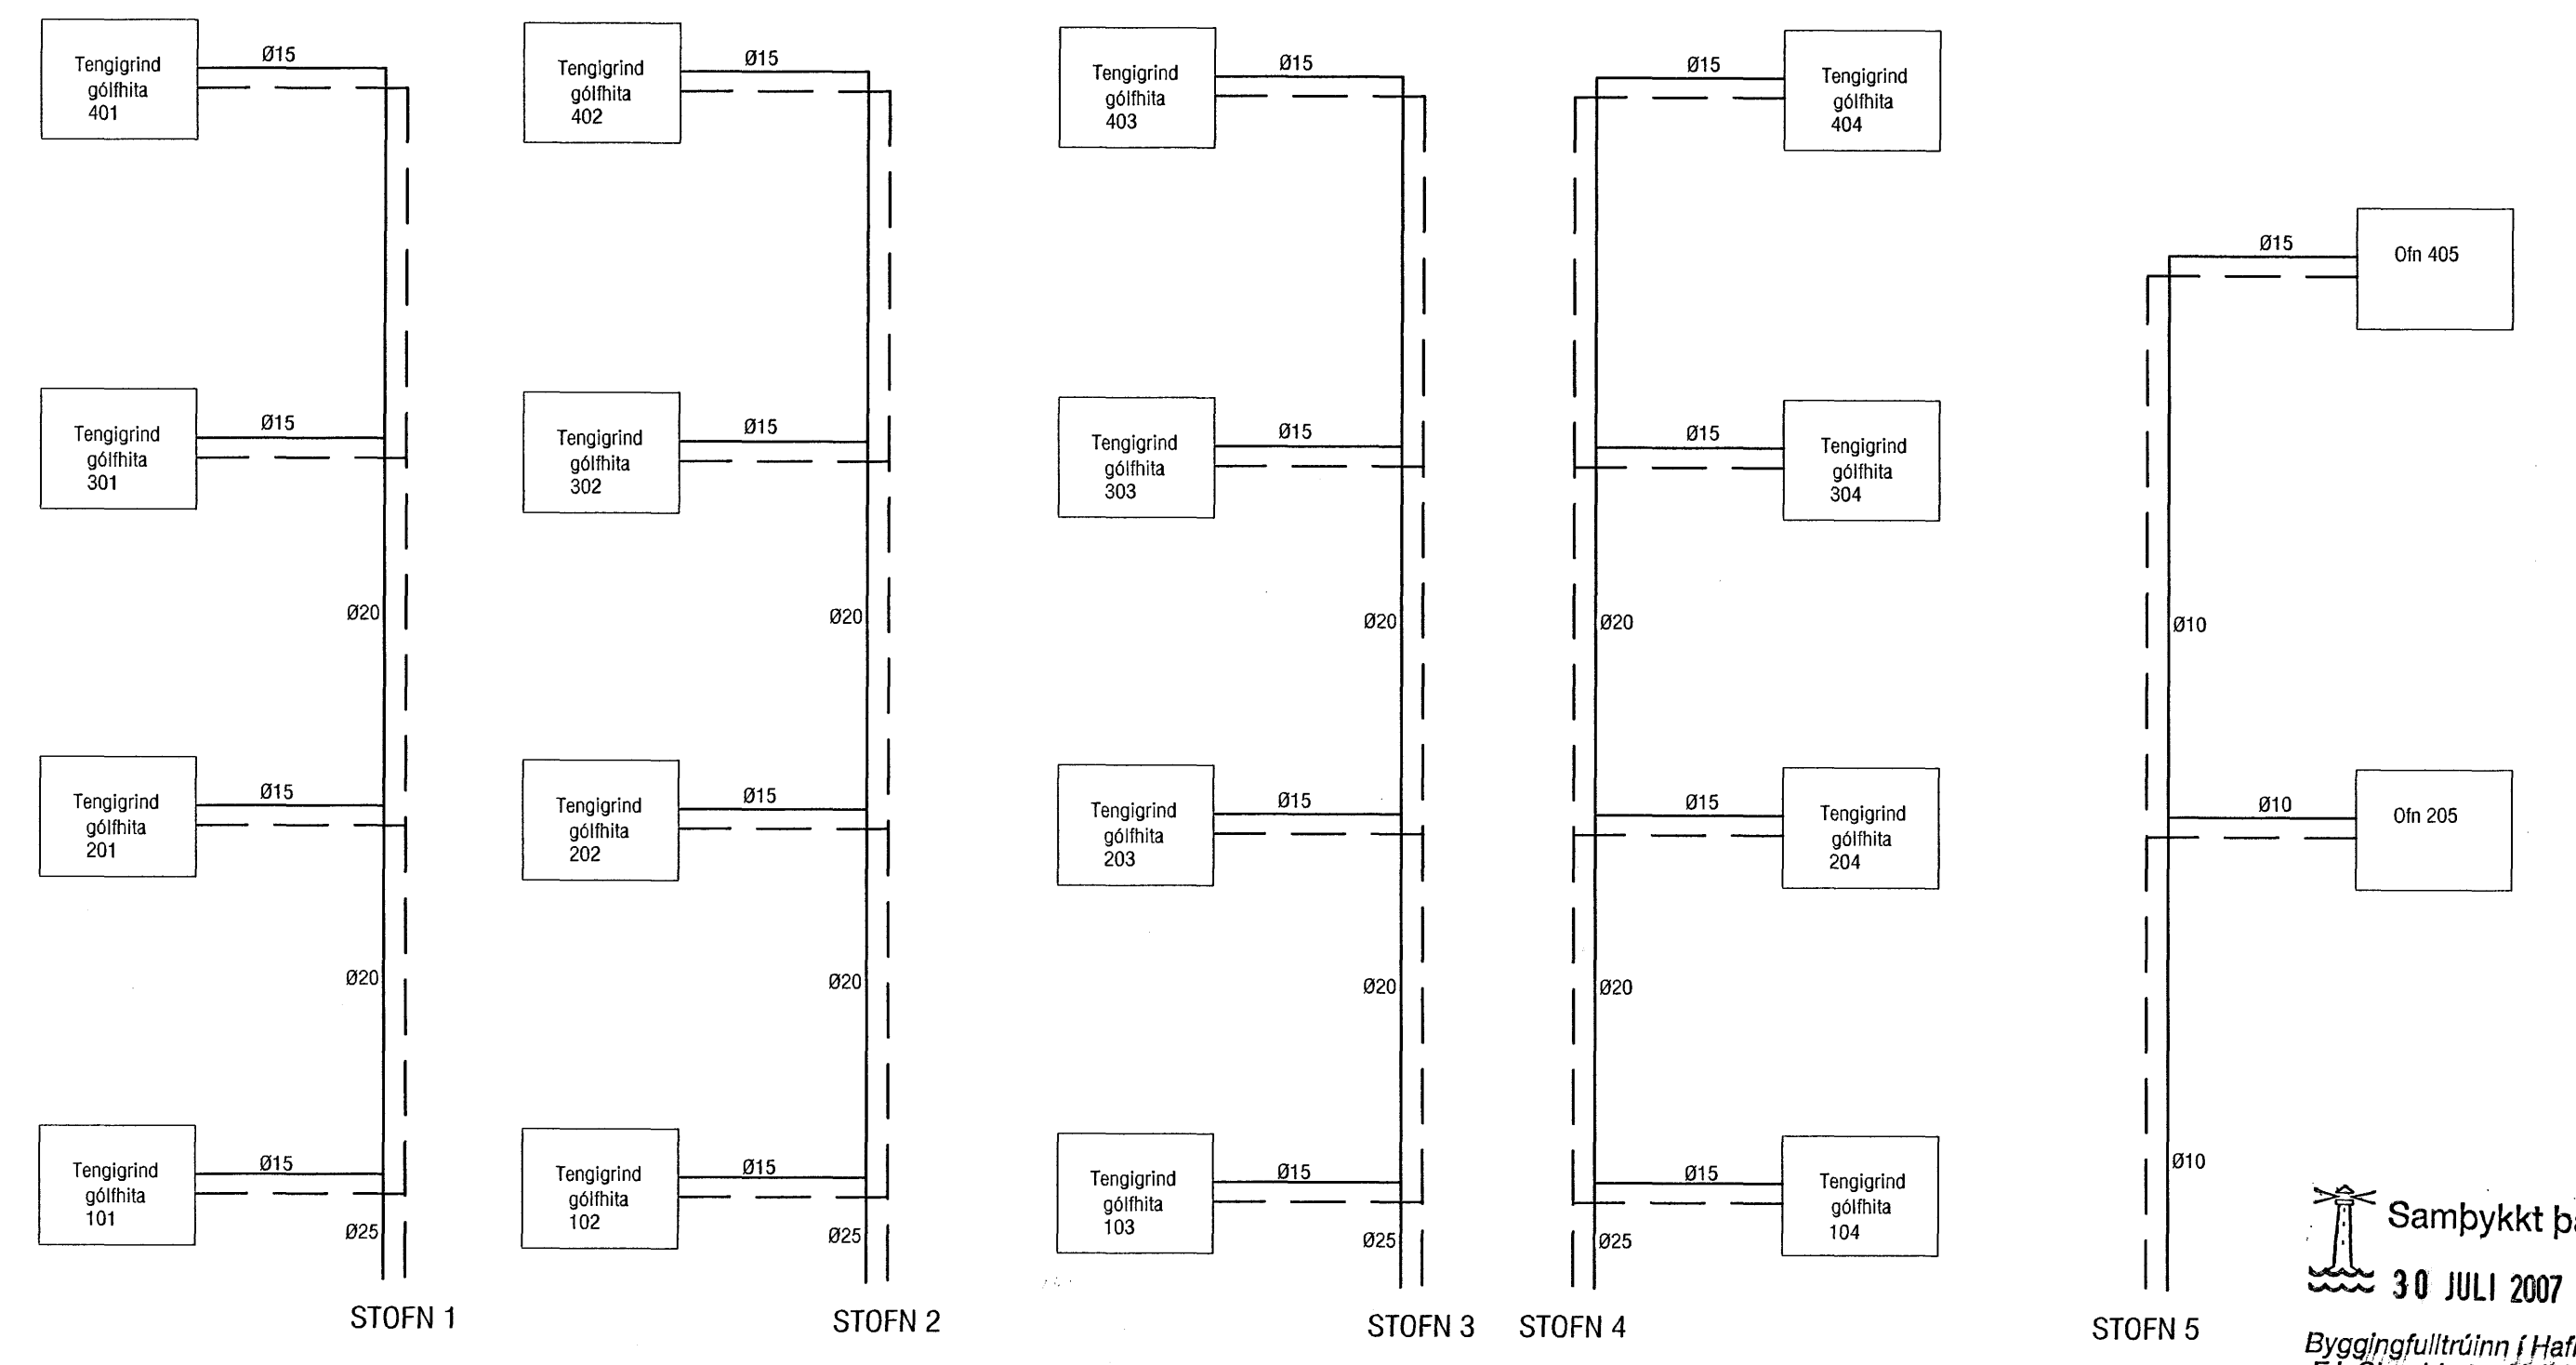 Tengigrind
gólfhita
401
Ø15
Tengigrind
gólfhita
301
Ø15
Ø20
Tengigrind
gólfhita
201
Ø15
Ø20
Tengigrind
gólfhita
101
Ø15
Ø25
STOFN 1
Tengigrind
gólfhita
402
Ø15
Tengigrind
gólfhita
302
Ø15
Ø20
Tengigrind
gólfhita
202
Ø15
Ø20
Tengigrind
gólfhita
102
Ø15
Ø25
STOFN 2
Tengigrind
gólfhita
403
Ø15
Tengigrind
gólfhita
303
Ø15
Ø20
Tengigrind
gólfhita
203
Ø15
Ø20
Tengigrind
gólfhita
103
Ø15
Ø25
STOFN 3
Ø15
Tengigrind
gólfhita
404
Ø15
Tengigrind
gólfhita
304
Ø20
Ø15
Tengigrind
gólfhita
204
Ø20
Ø15
Tengigrind
gólfhita
104
Ø25
STOFN 4
Ø15
Ofn 405
Ø10
Ø10
Ofn 205
Ø10
STOFN 5
Samþykkt
30 JULI 2007
Byggingfulltrúinn í